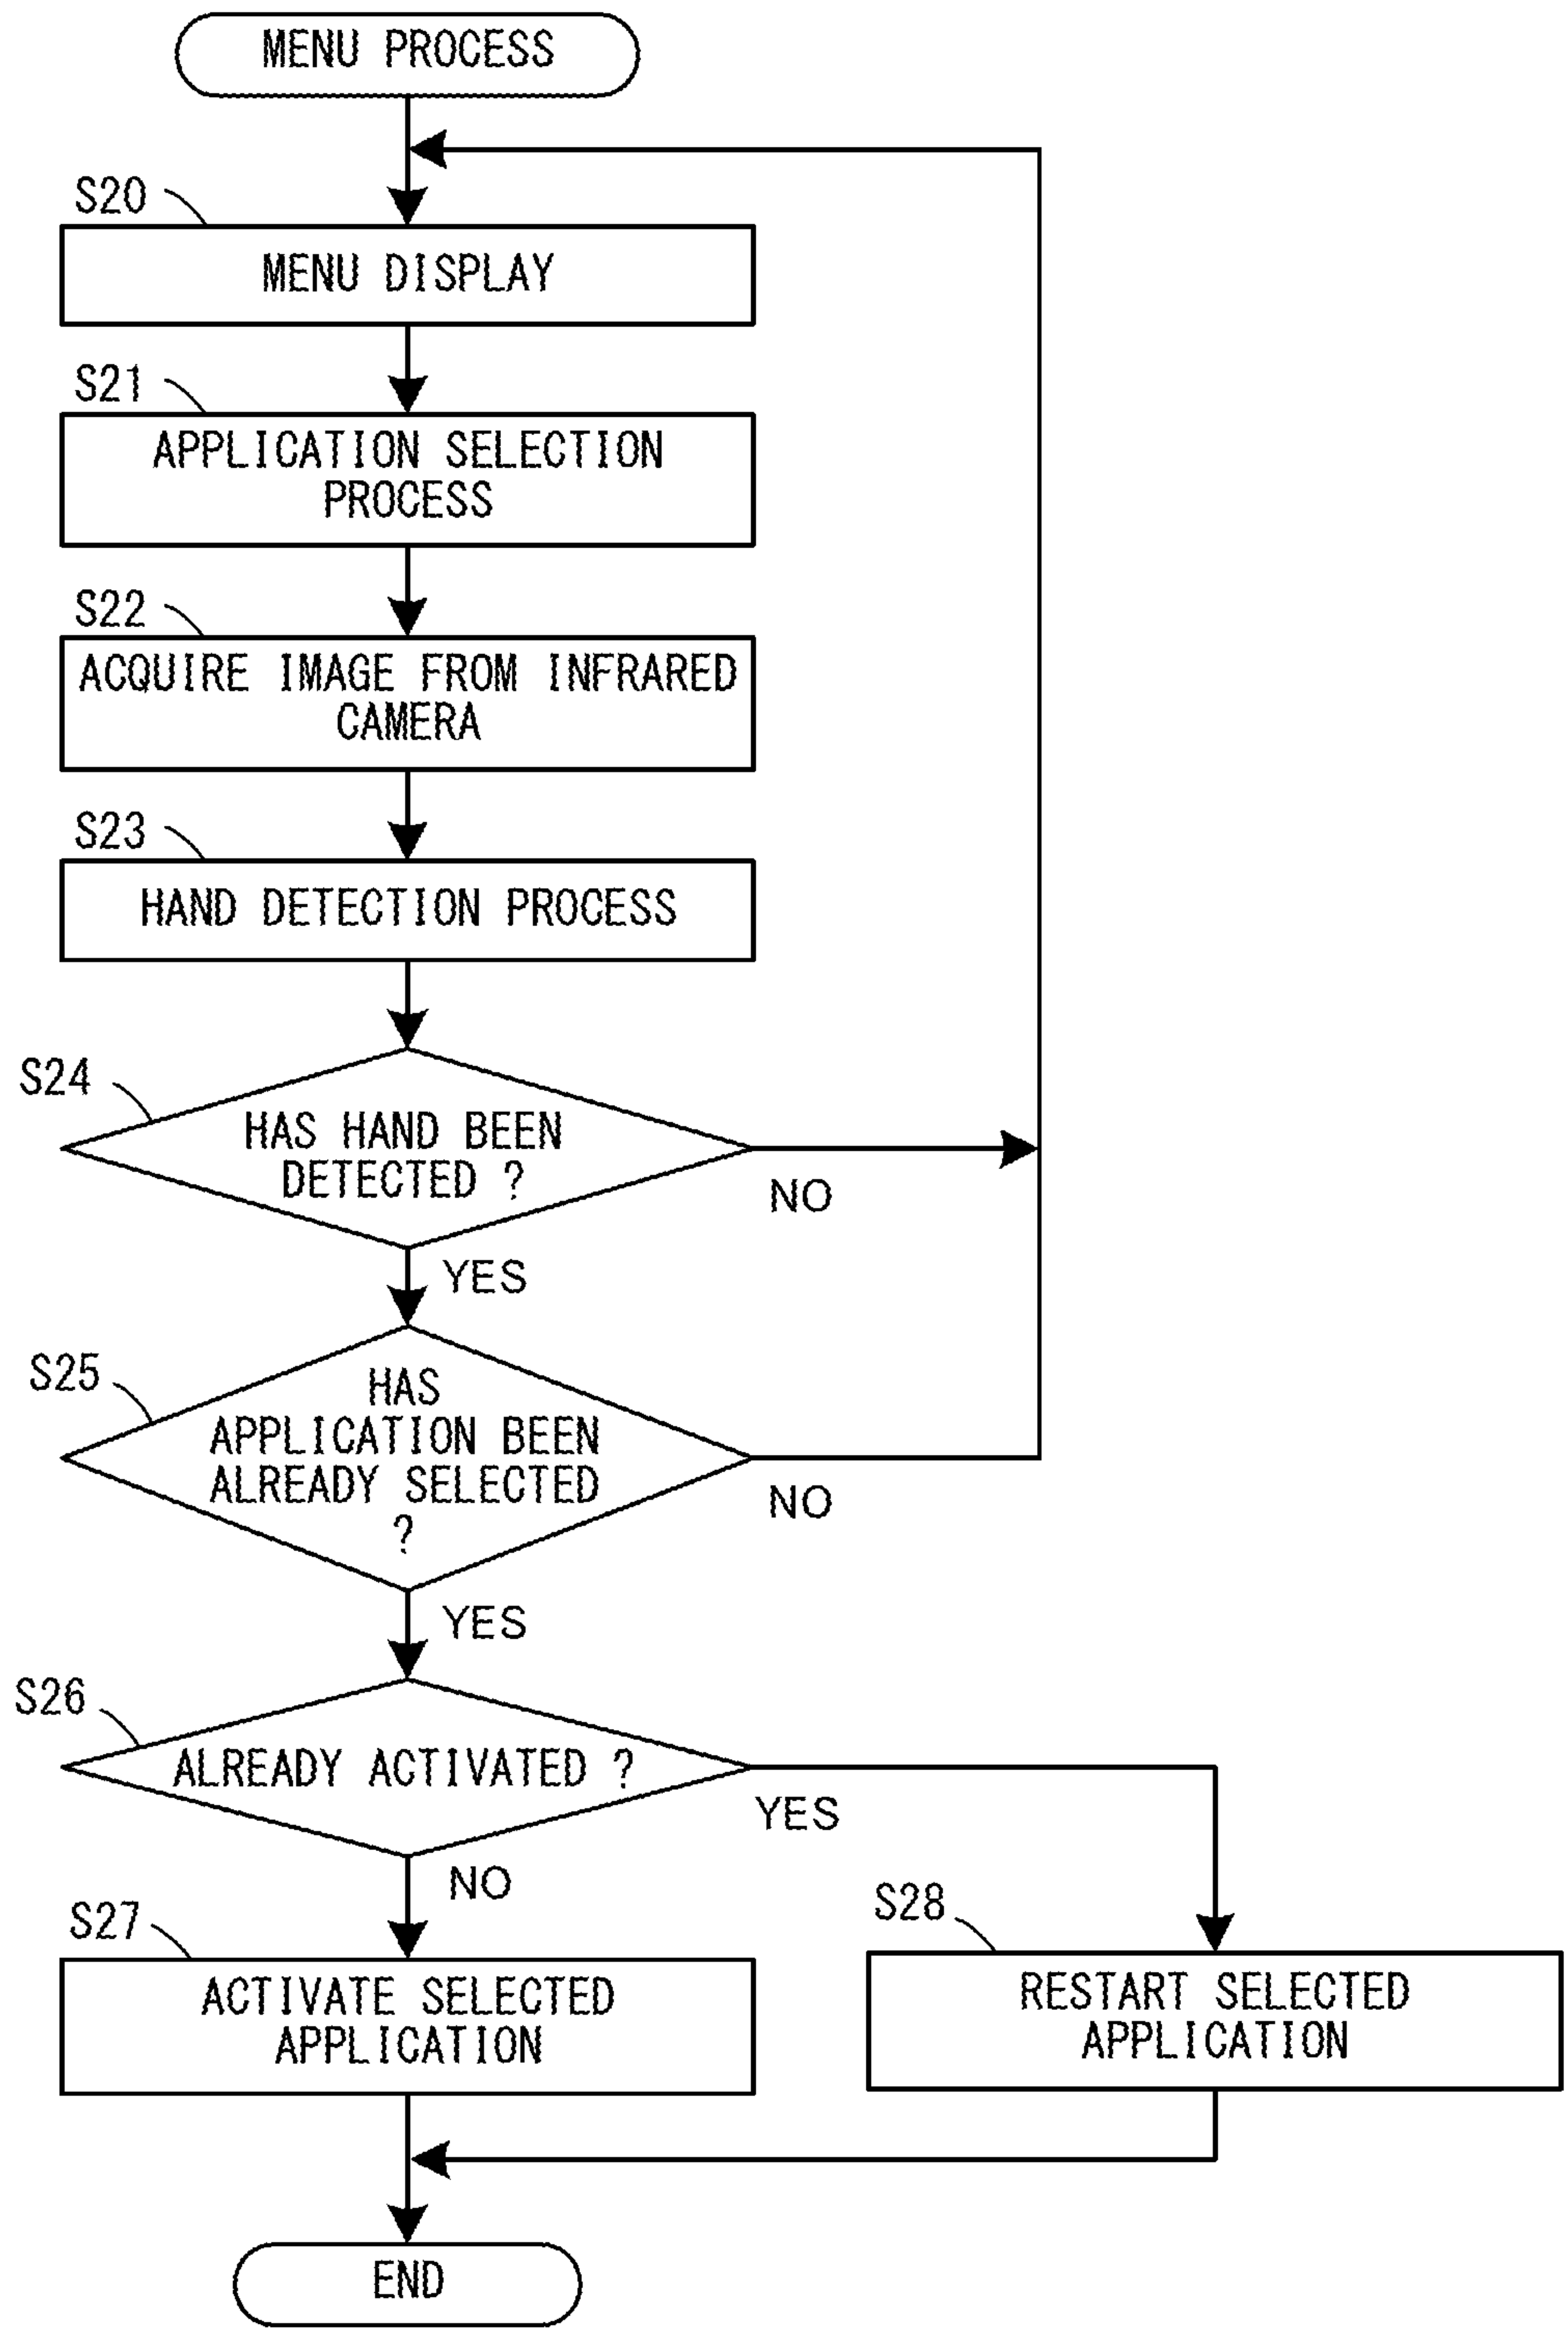 MENU PROCESS
S20
MENU DISPLAY
S21
APPLICATION SELECTION
PROCESS
S22
ACQUIRE IMAGE FROM INFRARED
CAMERA
S23
HAND DETECTION PROCESS
S24
HAS HAND BEEN
DETECTED ?
NO
YES
S25
HAS
APPLICATION BEEN
ALREADY SELECTED
?
NO
YES
S26
ALREADY ACTIVATED ?
YES
NO
S27
ACTIVATE SELECTED
APPLICATION
S28
RESTART SELECTED
APPLICATION
END